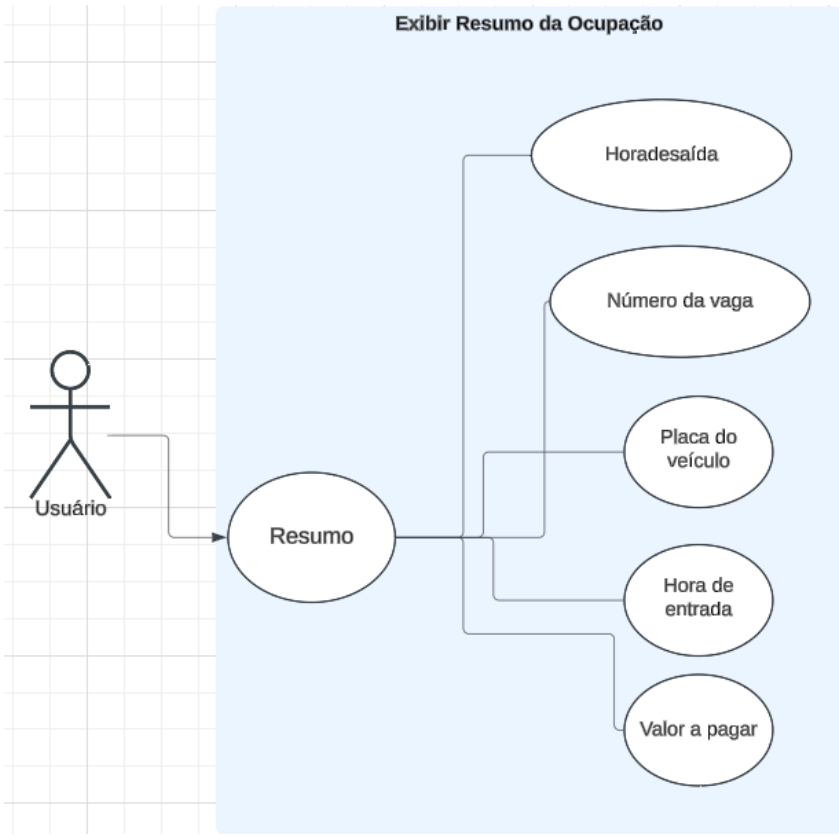 Exibir Resumo da Ocupação
Horadesaída
Número da vaga
Placa do
veículo
Usuário
Resumo
Hora de
entrada
Valor a pagar